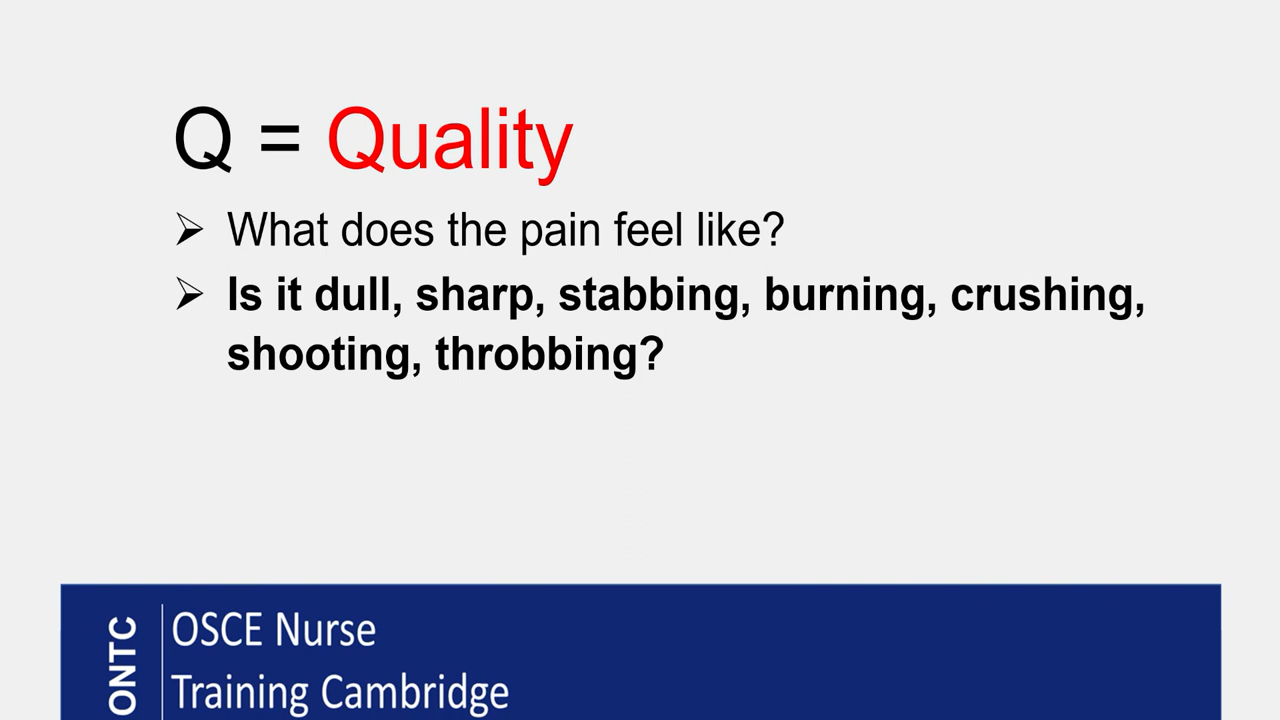 Q = Quality
➢ What does the pain feel like?
➢ Is it dull, sharp, stabbing, burning, crushing,
shooting, throbbing?
ONTC
OSCE Nurse
Training Cambridge